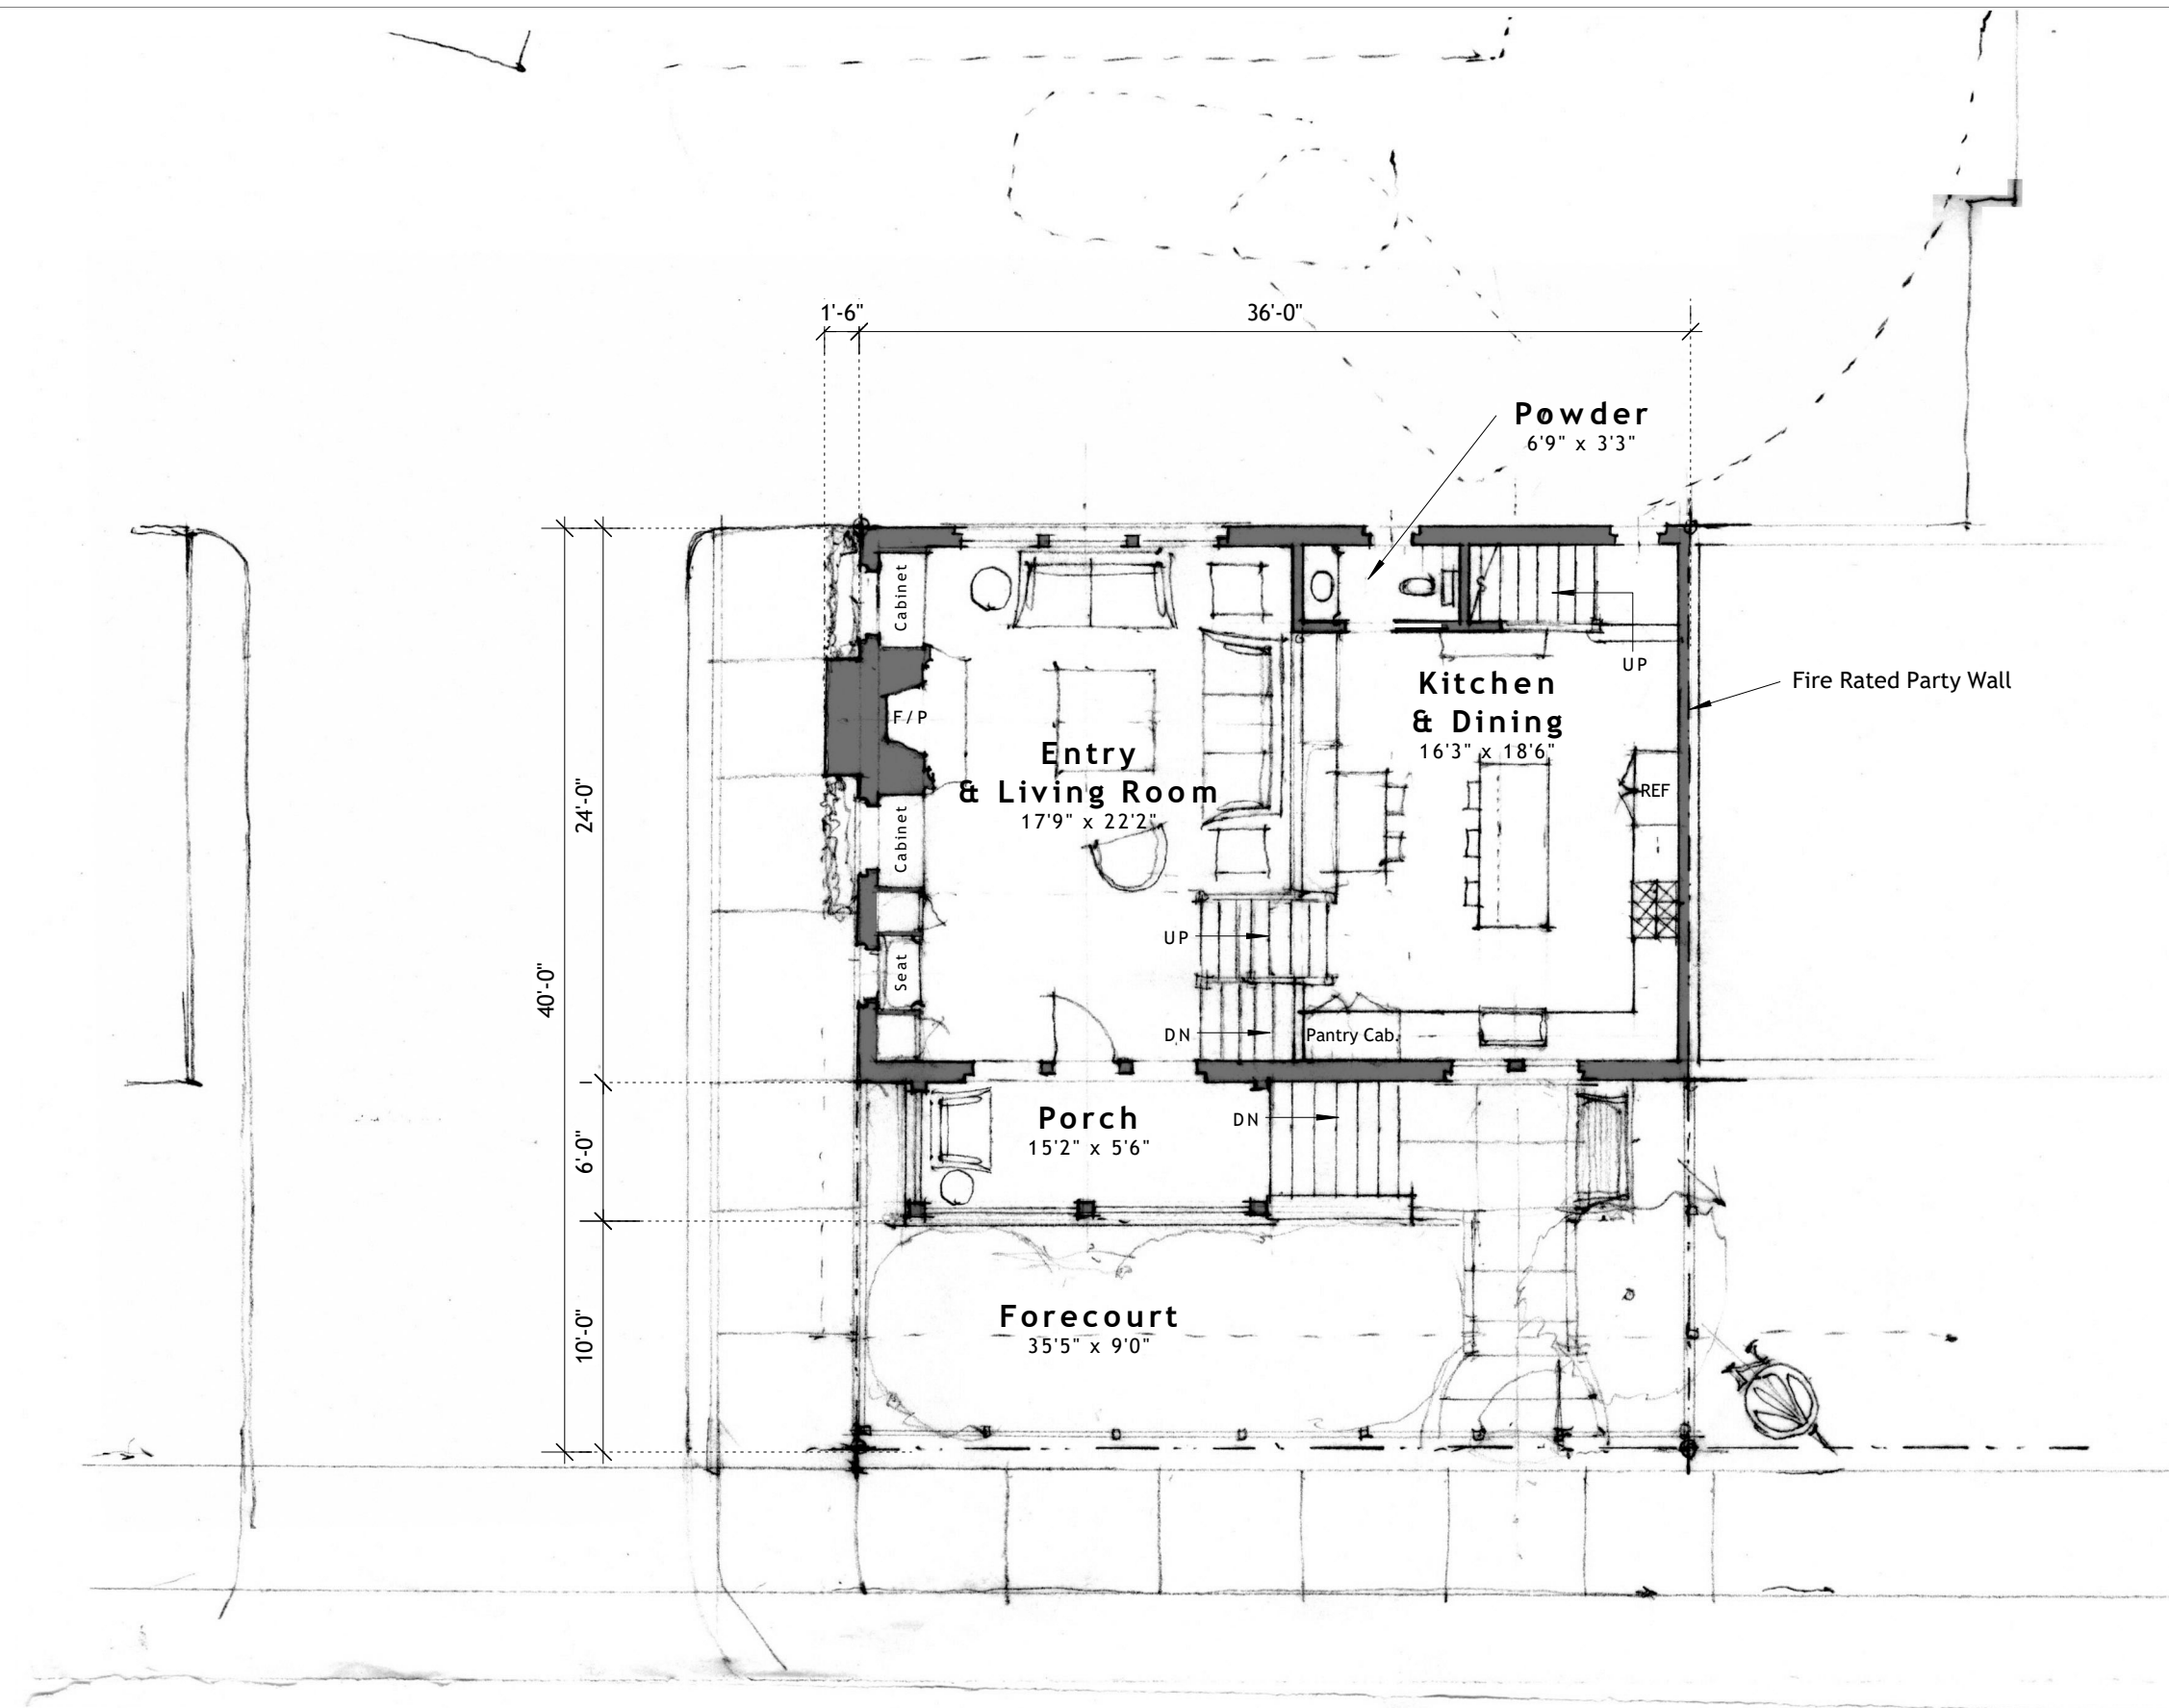 1'-6"
36'-0"
Powder
6'9" x 3'3"
Cabinet
UP
Kitchen
& Dining
16'3" x 18'6"
Fire Rated Party Wall
F/P
Entry
& Living Room
17'9" x 22'2"
REF
24'-0"
Cabinet
UP
Seat
40'-0"
DN
Pantry Cab.
Porch
15'2" x 5'6"
DN
6'-0"
Forecourt
35'5" x 9'0"
10'-0"